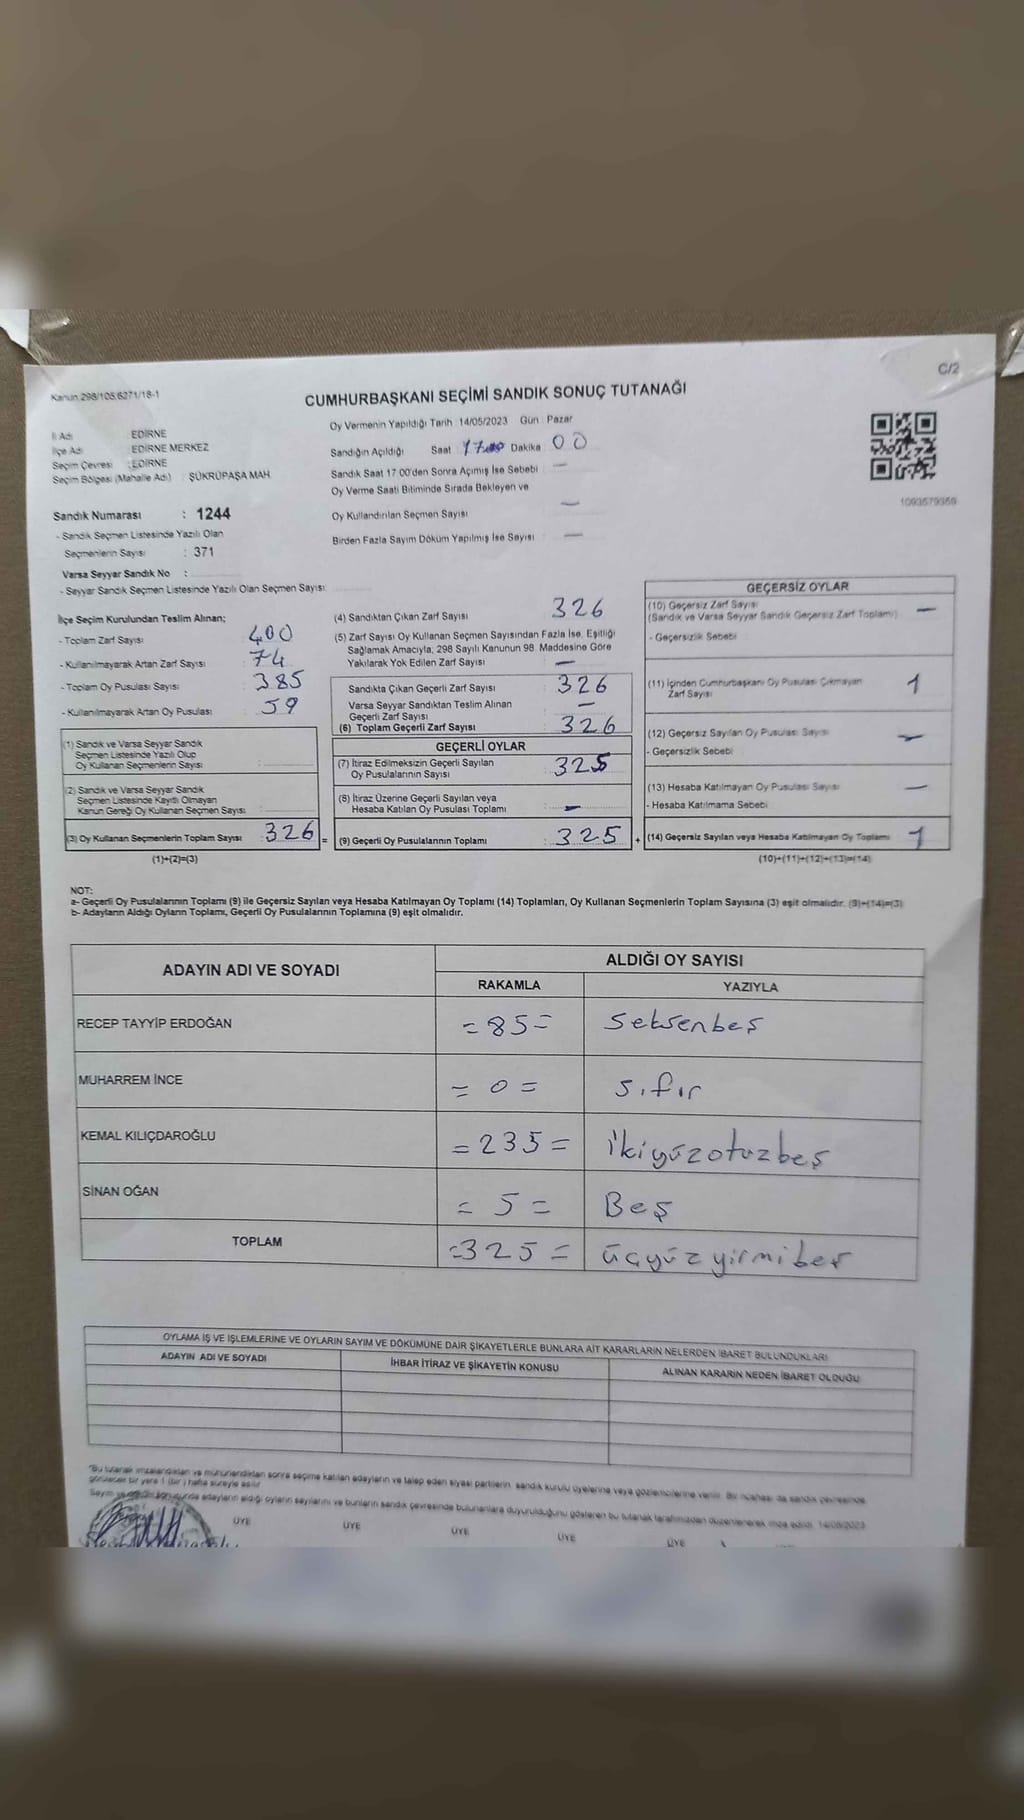 Kanun 298/105,6271/18-1
C/2
CUMHURBAŞKANI SEÇİMİ SANDIK SONUÇ TUTANAĞI
Oy Vermenin Yapıldığı Tarih :14/05/2023 Gün : Pazar
İl Adı : EDİRNE
İlçe Adı : EDİRNE MERKEZ
Seçim Çevresi : EDİRNE
Seçim Bölgesi (Mahalle Adı) : ŞÜKRÜPAŞA MAH
Sandık Numarası : 1244
- Sandık Seçmen Listesinde Yazılı Olan
Seçmenlerin Sayısı : 371
Varsa Seyyar Sandık No :
- Seyyar Sandık Seçmen Listesinde Yazılı Olan Seçmen Sayısı:
Sandığın Açıldığı Saat 17 Dakika 00
Sandık Saat 17:00'den Sonra Açılmış İse Sebebi —
Oy Verme Saati Bitiminde Sırada Bekleyen ve
Oy Kullandırılan Seçmen Sayısı —
Birden Fazla Sayım Döküm Yapılmış İse Sayısı —
1093579359
İlçe Seçim Kurulundan Teslim Alınan;
- Toplam Zarf Sayısı : 400
- Kullanılmayarak Artan Zarf Sayısı : 74
- Toplam Oy Pusulası Sayısı : 385
- Kullanılmayarak Artan Oy Pusulası : 59
(1) Sandık ve Varsa Seyyar Sandık
Seçmen Listesinde Yazılı Olup
Oy Kullanan Seçmenlerin Sayısı :
(2) Sandık ve Varsa Seyyar Sandık
Seçmen Listesinde Kayıtlı Olmayan
Kanun Gereği Oy Kullanan Seçmen Sayısı :
(3) Oy Kullanan Seçmenlerin Toplam Sayısı : 326 =
(1)+(2)=(3)
(4) Sandıktan Çıkan Zarf Sayısı : 326
(5) Zarf Sayısı Oy Kullanan Seçmen Sayısından Fazla İse, Eşitliği
Sağlamak Amacıyla, 298 Sayılı Kanunun 98. Maddesine Göre
Yakılarak Yok Edilen Zarf Sayısı : —
Sandıkta Çıkan Geçerli Zarf Sayısı : 326
Varsa Seyyar Sandıktan Teslim Alınan
Geçerli Zarf Sayısı : —
(6) Toplam Geçerli Zarf Sayısı : 326
GEÇERLİ OYLAR
(7) İtiraz Edilmeksizin Geçerli Sayılan
Oy Pusulalarının Sayısı : 325
(8) İtiraz Üzerine Geçerli Sayılan veya
Hesaba Katılan Oy Pusulası Toplamı : —
(9) Geçerli Oy Pusulalarının Toplamı : 325 +
GEÇERSİZ OYLAR
(10) Geçersiz Zarf Sayısı
(Sandık ve Varsa Seyyar Sandık Geçersiz Zarf Toplamı) : —
- Geçersizlik Sebebi
(11) İçinden Cumhurbaşkanı Oy Pusulası Çıkmayan
Zarf Sayısı 1
(12) Geçersiz Sayılan Oy Pusulası Sayısı —
- Geçersizlik Sebebi
(13) Hesaba Katılmayan Oy Pusulası Sayısı —
- Hesaba Katılmama Sebebi
(14) Geçersiz Sayılan veya Hesaba Katılmayan Oy Toplamı 1
(10)+(11)+(12)+(13)=(14)
NOT:
a- Geçerli Oy Pusulalarının Toplamı (9) ile Geçersiz Sayılan veya Hesaba Katılmayan Oy Toplamı (14) Toplamları, Oy Kullanan Seçmenlerin Toplam Sayısına (3) eşit olmalıdır. (9)+(14)=(3)
b- Adayların Aldığı Oyların Toplamı, Geçerli Oy Pusulalarının Toplamına (9) eşit olmalıdır.
ADAYIN ADI VE SOYADI ALDIĞI OY SAYISI
RAKAMLA YAZIYLA
RECEP TAYYİP ERDOĞAN =85= Seksenbeş
MUHARREM İNCE =0= Sıfır
KEMAL KILIÇDAROĞLU =235= İkiyüzotuzbeş
SİNAN OĞAN =5= Beş
TOPLAM =325= üçyüzyirmibeş
OYLAMA İŞ VE İŞLEMLERİNE VE OYLARIN SAYIM VE DÖKÜMÜNE DAİR ŞİKAYETLERLE BUNLARA AİT KARARLARIN NELERDEN İBARET BULUNDUKLARI
ADAYIN ADI VE SOYADI İHBAR İTİRAZ VE ŞİKAYETİN KONUSU ALINAN KARARIN NEDEN İBARET OLDUĞU
"Bu tutanak imzalandıktan ve mühürlendikten sonra seçime katılan adayların ve talep eden siyasi partilerin sandık kurulu üyelerine veya gözlemcilerine verilir. Bir nüshası da sandık çevresinde
görülecek bir yere 1 (bir) hafta süreyle asılır
Sayım ve sonucunda adayların aldığı oyların sayılarını ve bunların sandık çevresinde bulunanlara duyurulduğunu gösteren bu tutanak tarafımızdan düzenlenerek imza edildi.
ÜYE ÜYE ÜYE ÜYE ÜYE